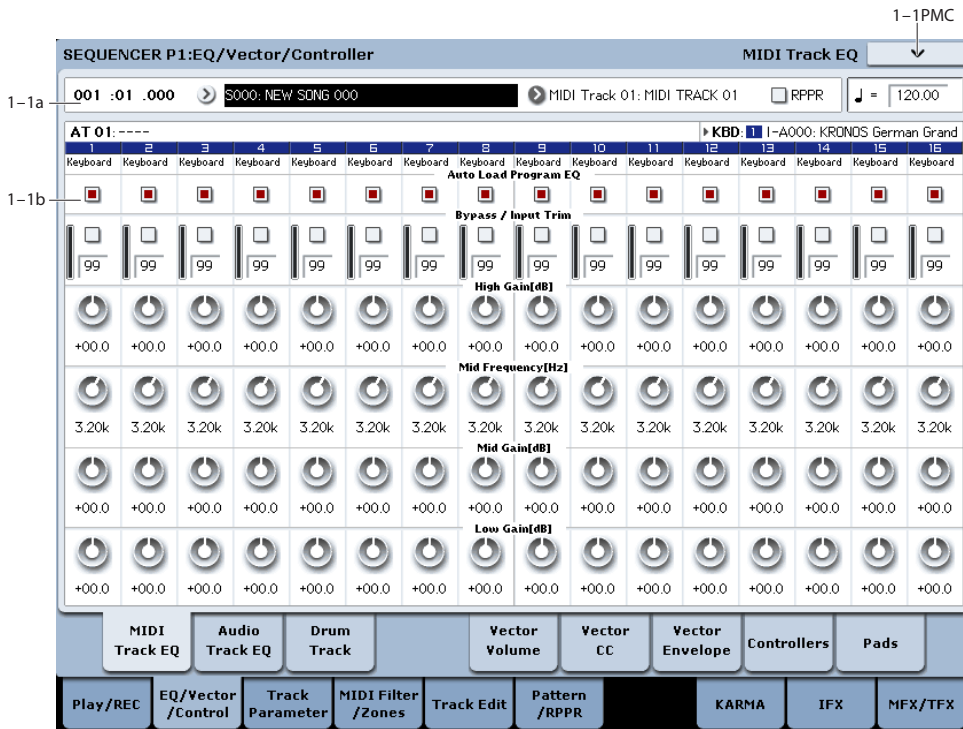 1–1PMC
SEQUENCER P1:EQ/Vector/Controller
MIDI Track EQ
1–1a
001 :01 .000
S000: NEW SONG 000
MIDI Track 01: MIDI TRACK 01
RPPR
♩ = 120.00
AT 01:----
▶KBD: 1 I-A000: KRONOS German Grand
1 2 3 4 5 6 7 8 9 10 11 12 13 14 15 16
Keyboard Keyboard Keyboard Keyboard Keyboard Keyboard Keyboard Keyboard Keyboard Keyboard Keyboard Keyboard Keyboard Keyboard Keyboard Keyboard
Auto Load Program EQ
1–1b
Bypass / Input Trim
99 99 99 99 99 99 99 99 99 99 99 99 99 99 99 99
High Gain[dB]
+00.0 +00.0 +00.0 +00.0 +00.0 +00.0 +00.0 +00.0 +00.0 +00.0 +00.0 +00.0 +00.0 +00.0 +00.0 +00.0
Mid Frequency[Hz]
3.20k 3.20k 3.20k 3.20k 3.20k 3.20k 3.20k 3.20k 3.20k 3.20k 3.20k 3.20k 3.20k 3.20k 3.20k 3.20k
Mid Gain[dB]
+00.0 +00.0 +00.0 +00.0 +00.0 +00.0 +00.0 +00.0 +00.0 +00.0 +00.0 +00.0 +00.0 +00.0 +00.0 +00.0
Low Gain[dB]
+00.0 +00.0 +00.0 +00.0 +00.0 +00.0 +00.0 +00.0 +00.0 +00.0 +00.0 +00.0 +00.0 +00.0 +00.0 +00.0
MIDI
Track EQ
Audio
Track EQ
Drum
Track
Vector
Volume
Vector
CC
Vector
Envelope
Controllers
Pads
Play/REC
EQ/Vector
/Control
Track
Parameter
MIDI Filter
/Zones
Track Edit
Pattern
/RPPR
KARMA
IFX
MFX/TFX